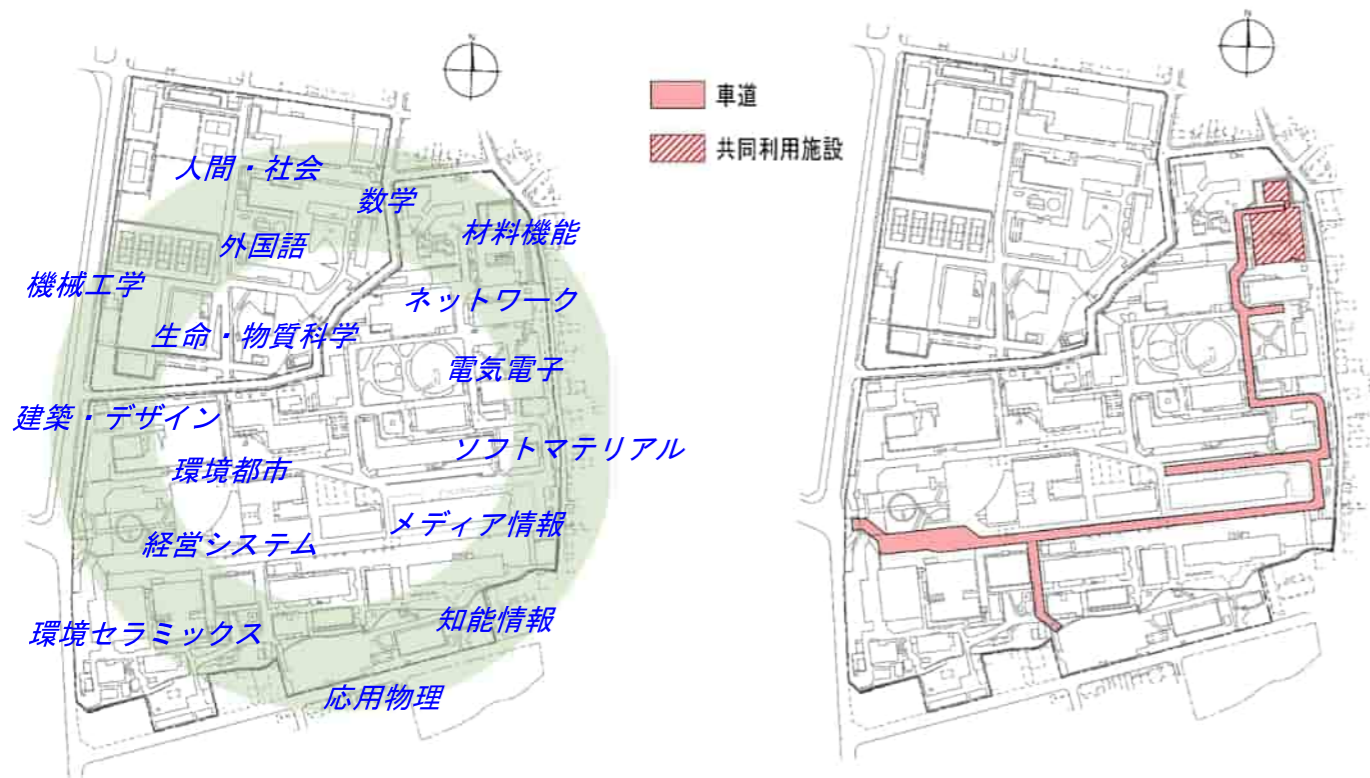 N
N
車道
共同利用施設
人間・社会
数学
材料機能
外国語
機械工学
ネットワーク
生命・物質科学
電気電子
建築・デザイン
ソフトマテリアル
環境都市
メディア情報
経営システム
知能情報
環境セラミックス
応用物理